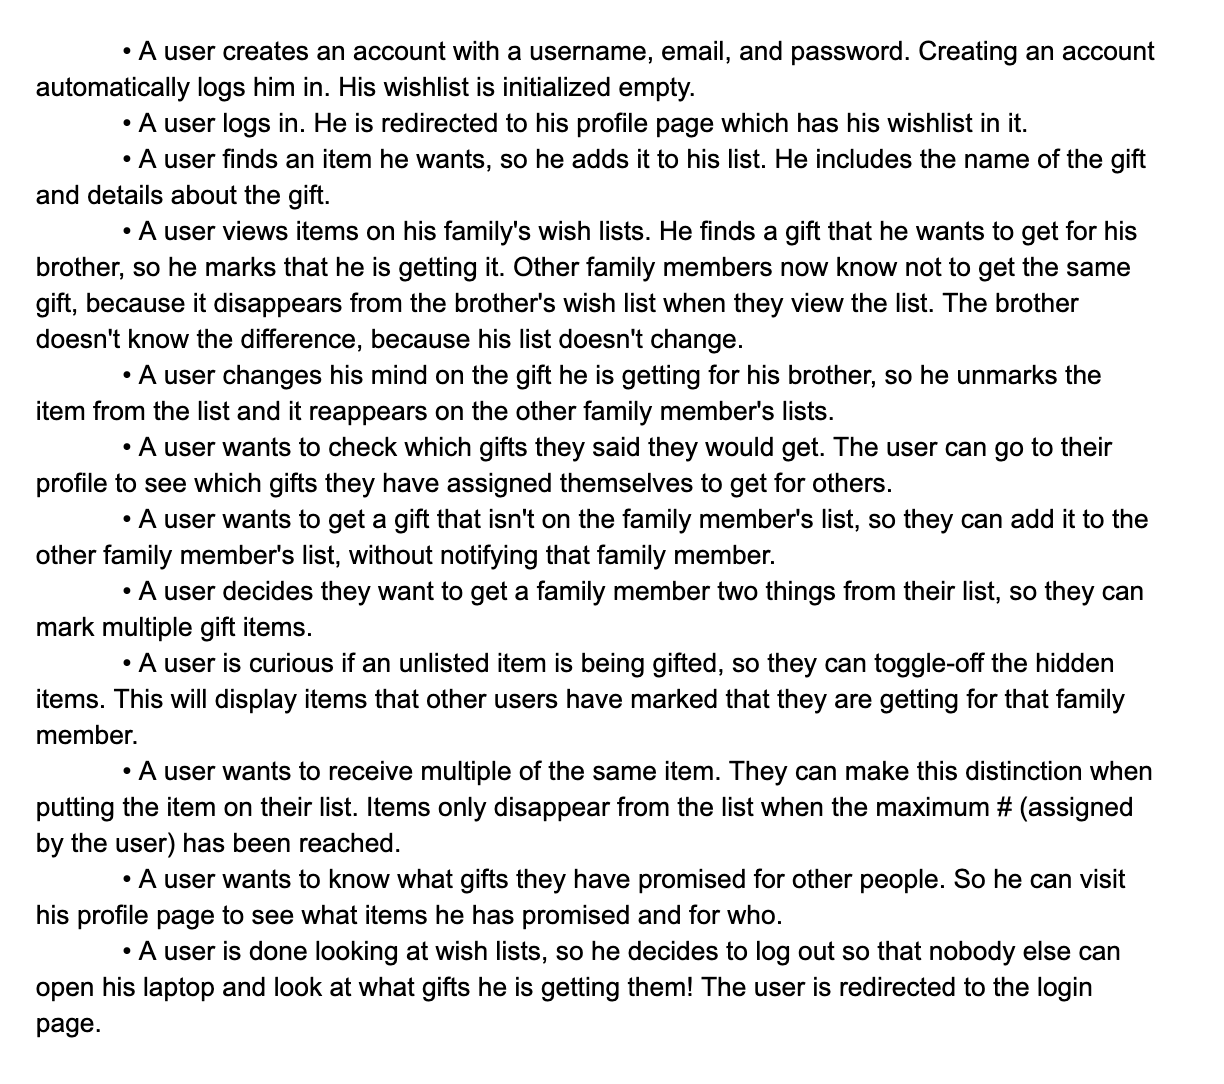 • A user creates an account with a username, email, and password. Creating an account
automatically logs him in. His wishlist is initialized empty.
• A user logs in. He is redirected to his profile page which has his wishlist in it.
• A user finds an item he wants, so he adds it to his list. He includes the name of the gift
and details about the gift.
• A user views items on his family's wish lists. He finds a gift that he wants to get for his
brother, so he marks that he is getting it. Other family members now know not to get the same
gift, because it disappears from the brother's wish list when they view the list. The brother
doesn't know the difference, because his list doesn't change.
• A user changes his mind on the gift he is getting for his brother, so he unmarks the
item from the list and it reappears on the other family member's lists.
• A user wants to check which gifts they said they would get. The user can go to their
profile to see which gifts they have assigned themselves to get for others.
• A user wants to get a gift that isn't on the family member's list, so they can add it to the
other family member's list, without notifying that family member.
• A user decides they want to get a family member two things from their list, so they can
mark multiple gift items.
• A user is curious if an unlisted item is being gifted, so they can toggle-off the hidden
items. This will display items that other users have marked that they are getting for that family
member.
• A user wants to receive multiple of the same item. They can make this distinction when
putting the item on their list. Items only disappear from the list when the maximum # (assigned
by the user) has been reached.
• A user wants to know what gifts they have promised for other people. So he can visit
his profile page to see what items he has promised and for who.
• A user is done looking at wish lists, so he decides to log out so that nobody else can
open his laptop and look at what gifts he is getting them! The user is redirected to the login
page.